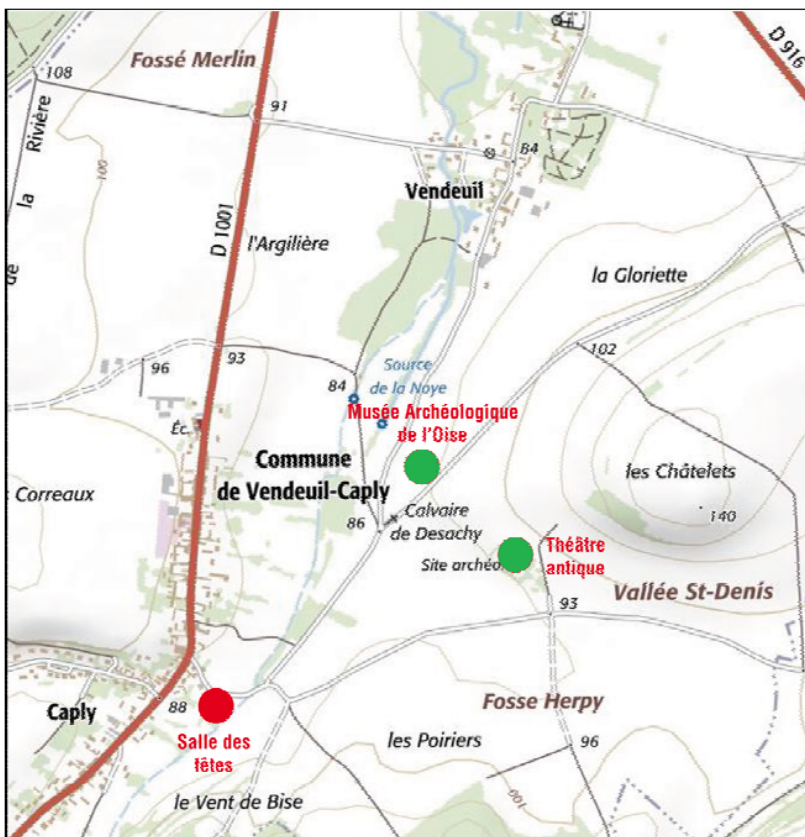 D 916
Fossé Merlin
108
91
Rivière
la
de
100
84
Vendeuil
D 1001
l'Argilière
la Gloriette
96
93
102
Source
de la Noye
84
Musée Archéologique
de l'Oise
Éc.
Commune
de Vendeuil-Caply
les Châtelets
Correaux
86
Calvaire
de Desachy
140
Théâtre
antique
Site archéo
Vallée St-Denis
93
Fosse Herpy
88
Caply
Salle des
fêtes
les Poiriers
96
100
le Vent de Bise